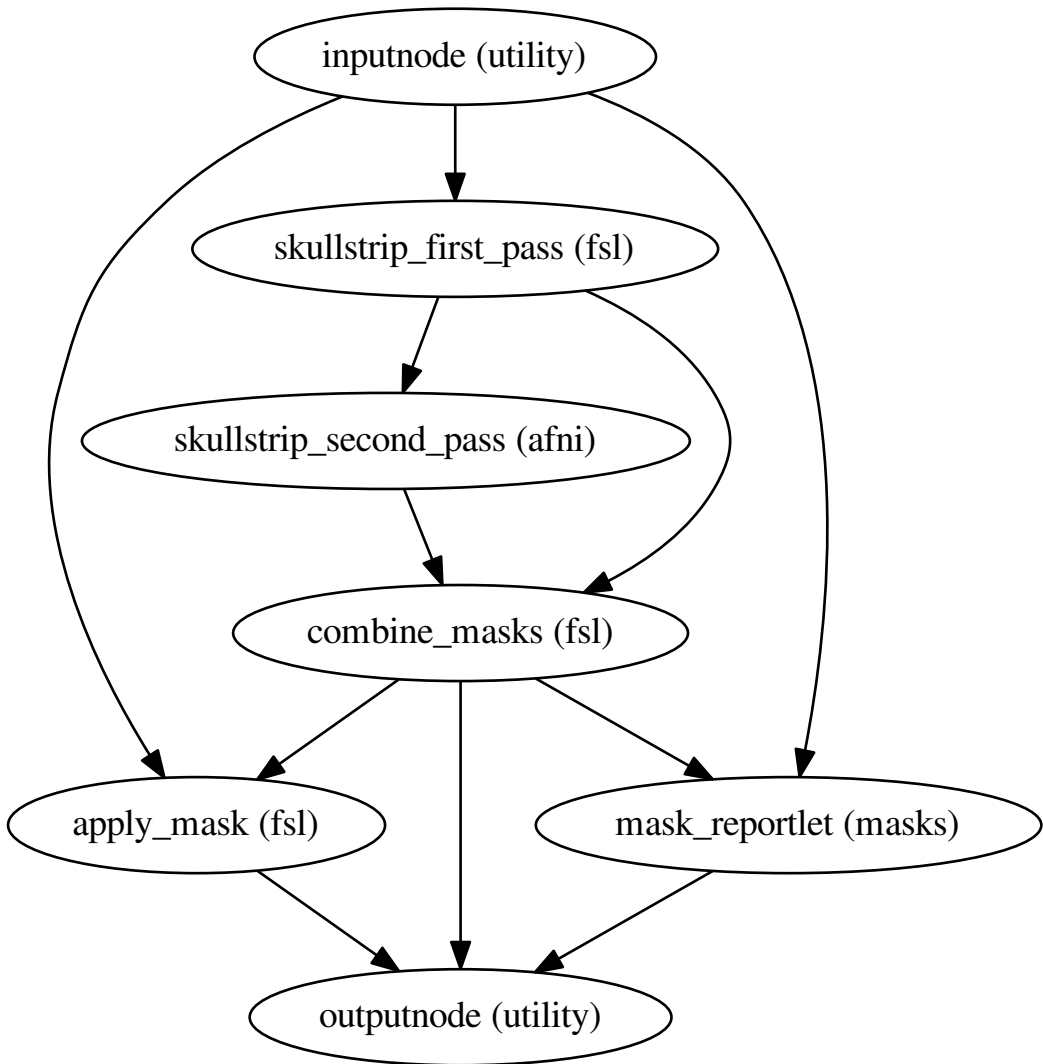 inputnode (utility)
skullstrip_first_pass (fsl)
skullstrip_second_pass (afni)
combine_masks (fsl)
apply_mask (fsl)
mask_reportlet (masks)
outputnode (utility)